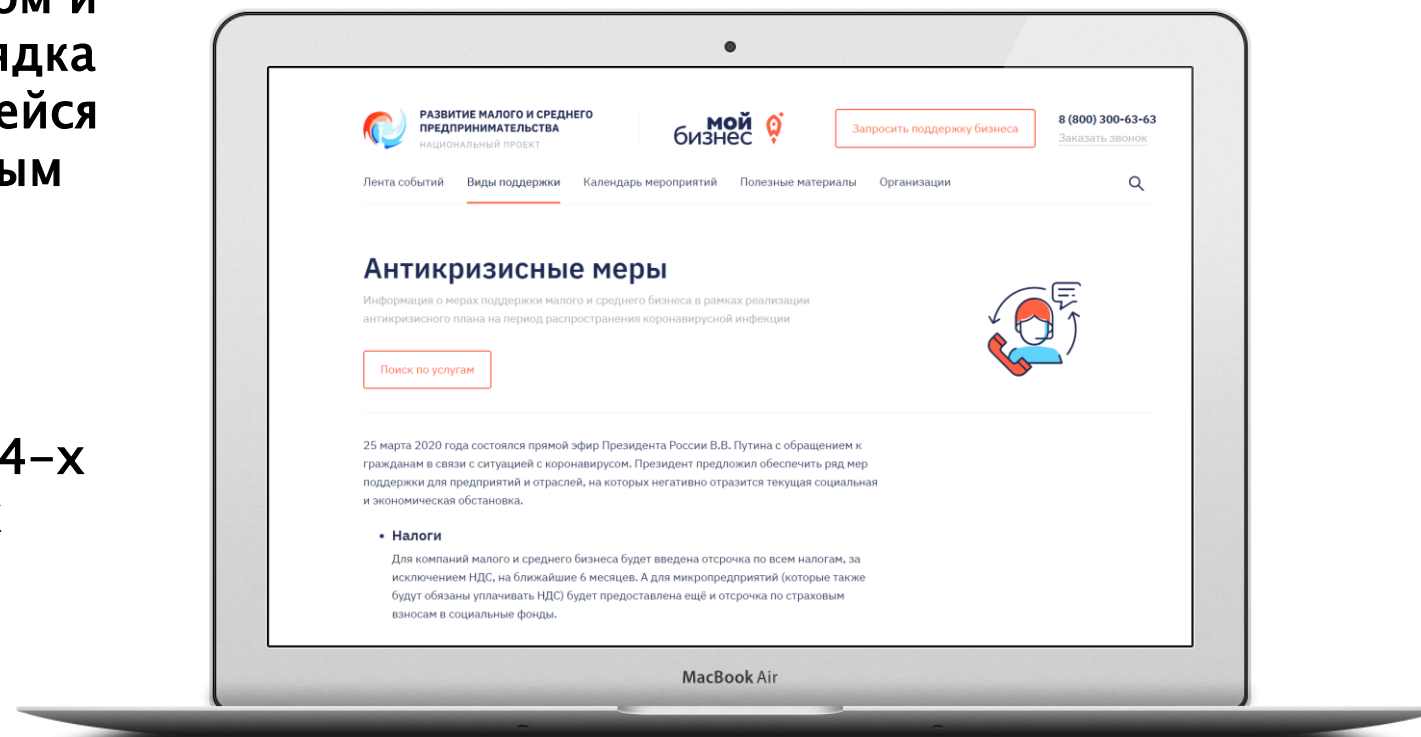 ом и
ядка
ейся
ым
4–х
РАЗВИТИЕ МАЛОГО И СРЕДНЕГО
ПРЕДПРИНИМАТЕЛЬСТВА
НАЦИОНАЛЬНЫЙ ПРОЕКТ
мой
бизнес
Запросить поддержку бизнеса
8 (800) 300-63-63
Заказать звонок
Лента событий Виды поддержки Календарь мероприятий Полезные материалы Организации
Антикризисные меры
Информация о мерах поддержки малого и среднего бизнеса в рамках реализации
антикризисного плана на период распространения коронавирусной инфекции
Поиск по услугам
25 марта 2020 года состоялся прямой эфир Президента России В.В. Путина с обращением к
гражданам в связи с ситуацией с коронавирусом. Президент предложил обеспечить ряд мер
поддержки для предприятий и отраслей, на которых негативно отразится текущая социальная
и экономическая обстановка.
• Налоги
Для компаний малого и среднего бизнеса будет введена отсрочка по всем налогам, за
исключением НДС, на ближайшие 6 месяцев. А для микропредприятий (которые также
будут обязаны уплачивать НДС) будет предоставлена ещё и отсрочка по страховым
взносам в социальные фонды.
MacBook Air